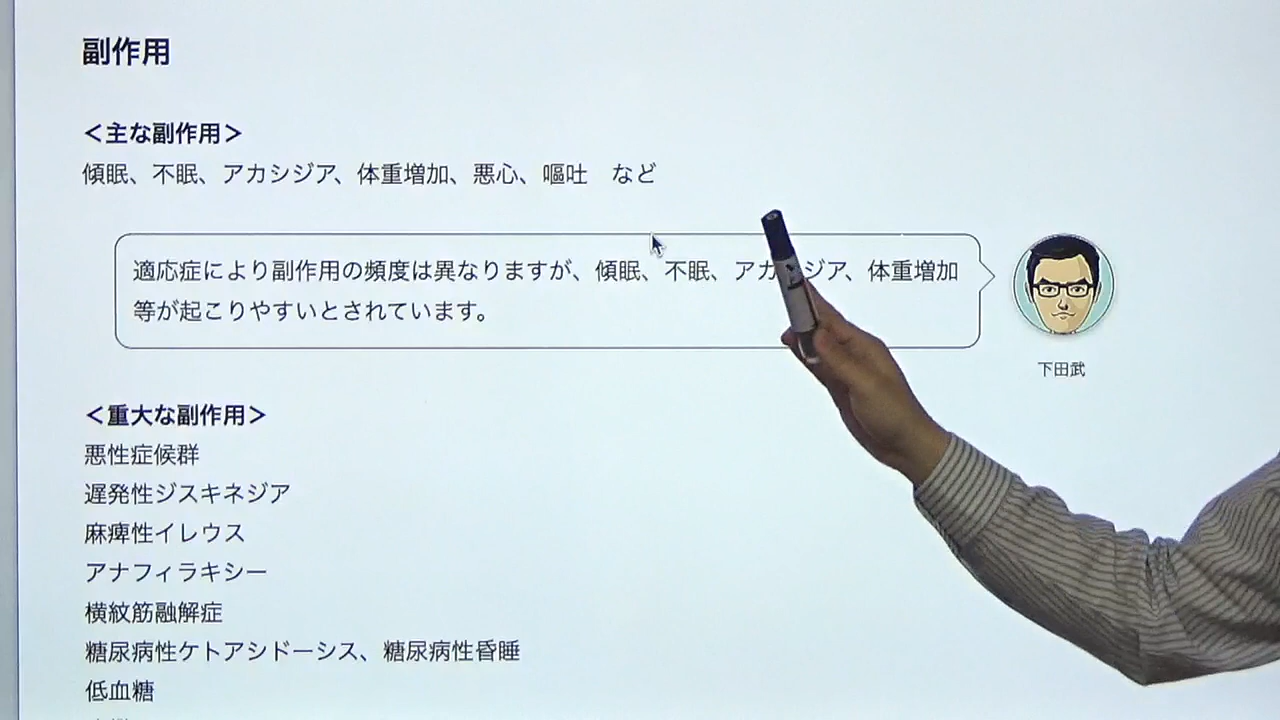 副作用
＜主な副作用＞
傾眠、不眠、アカシジア、体重増加、悪心、嘔吐　など
適応症により副作用の頻度は異なりますが、傾眠、不眠、アカシジア、体重増加
等が起こりやすいとされています。
下田武
＜重大な副作用＞
悪性症候群
遅発性ジスキネジア
麻痺性イレウス
アナフィラキシー
横紋筋融解症
糖尿病性ケトアシドーシス、糖尿病性昏睡
低血糖